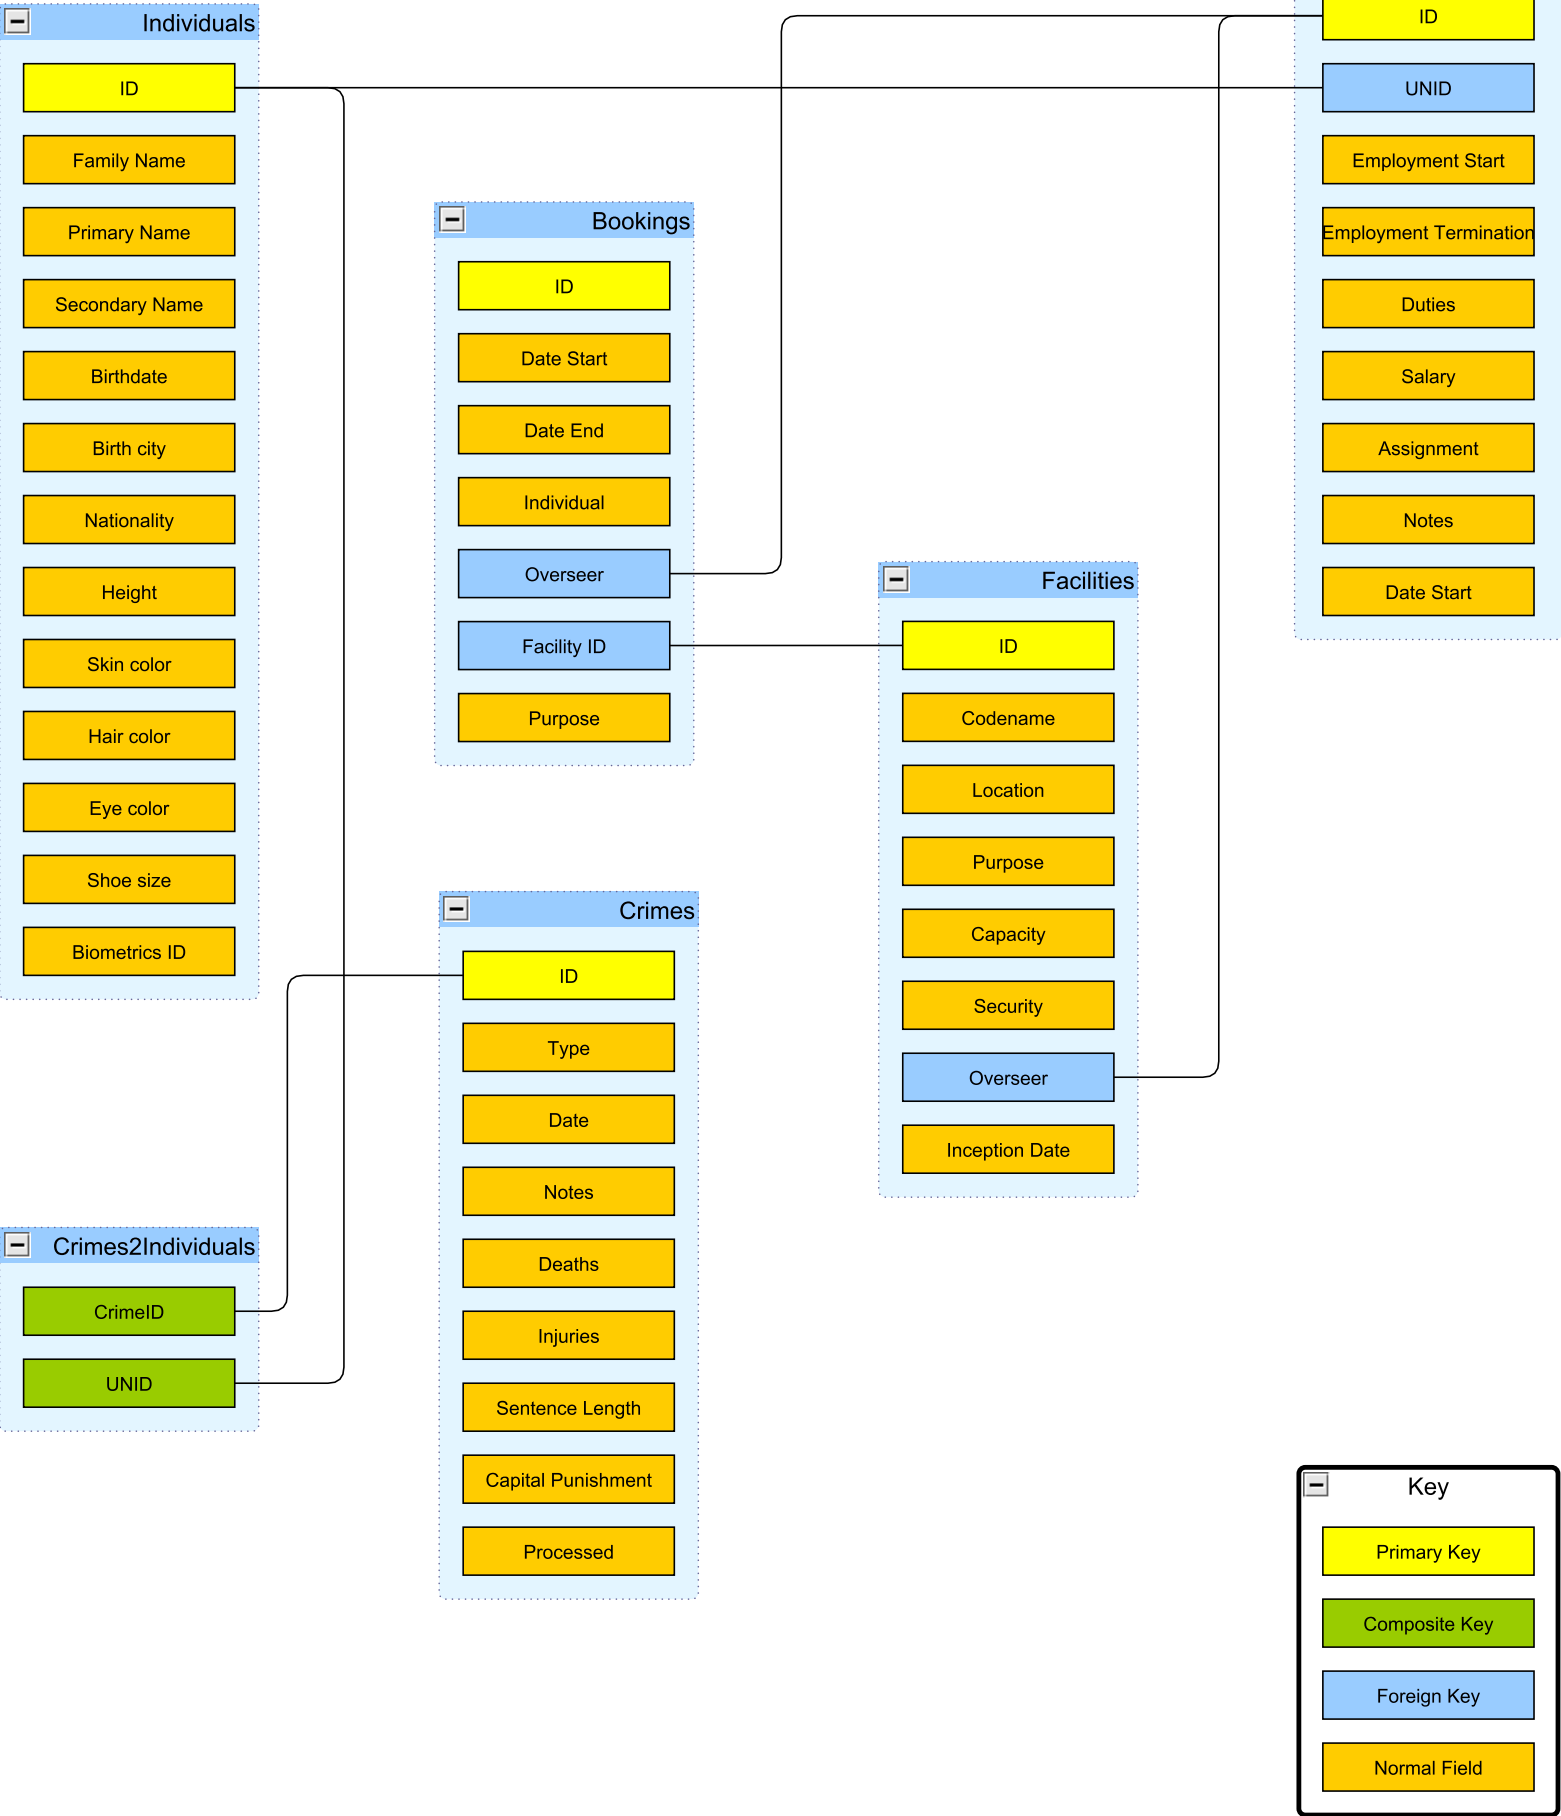 Individuals
ID
Family Name
Primary Name
Secondary Name
Birthdate
Birth city
Nationality
Height
Skin color
Hair color
Eye color
Shoe size
Biometrics ID
Crimes2Individuals
CrimeID
UNID
Bookings
ID
Date Start
Date End
Individual
Overseer
Facility ID
Purpose
Crimes
ID
Type
Date
Notes
Deaths
Injuries
Sentence Length
Capital Punishment
Processed
Facilities
ID
Codename
Location
Purpose
Capacity
Security
Overseer
Inception Date
ID
UNID
Employment Start
Employment Termination
Duties
Salary
Assignment
Notes
Date Start
Key
Primary Key
Composite Key
Foreign Key
Normal Field